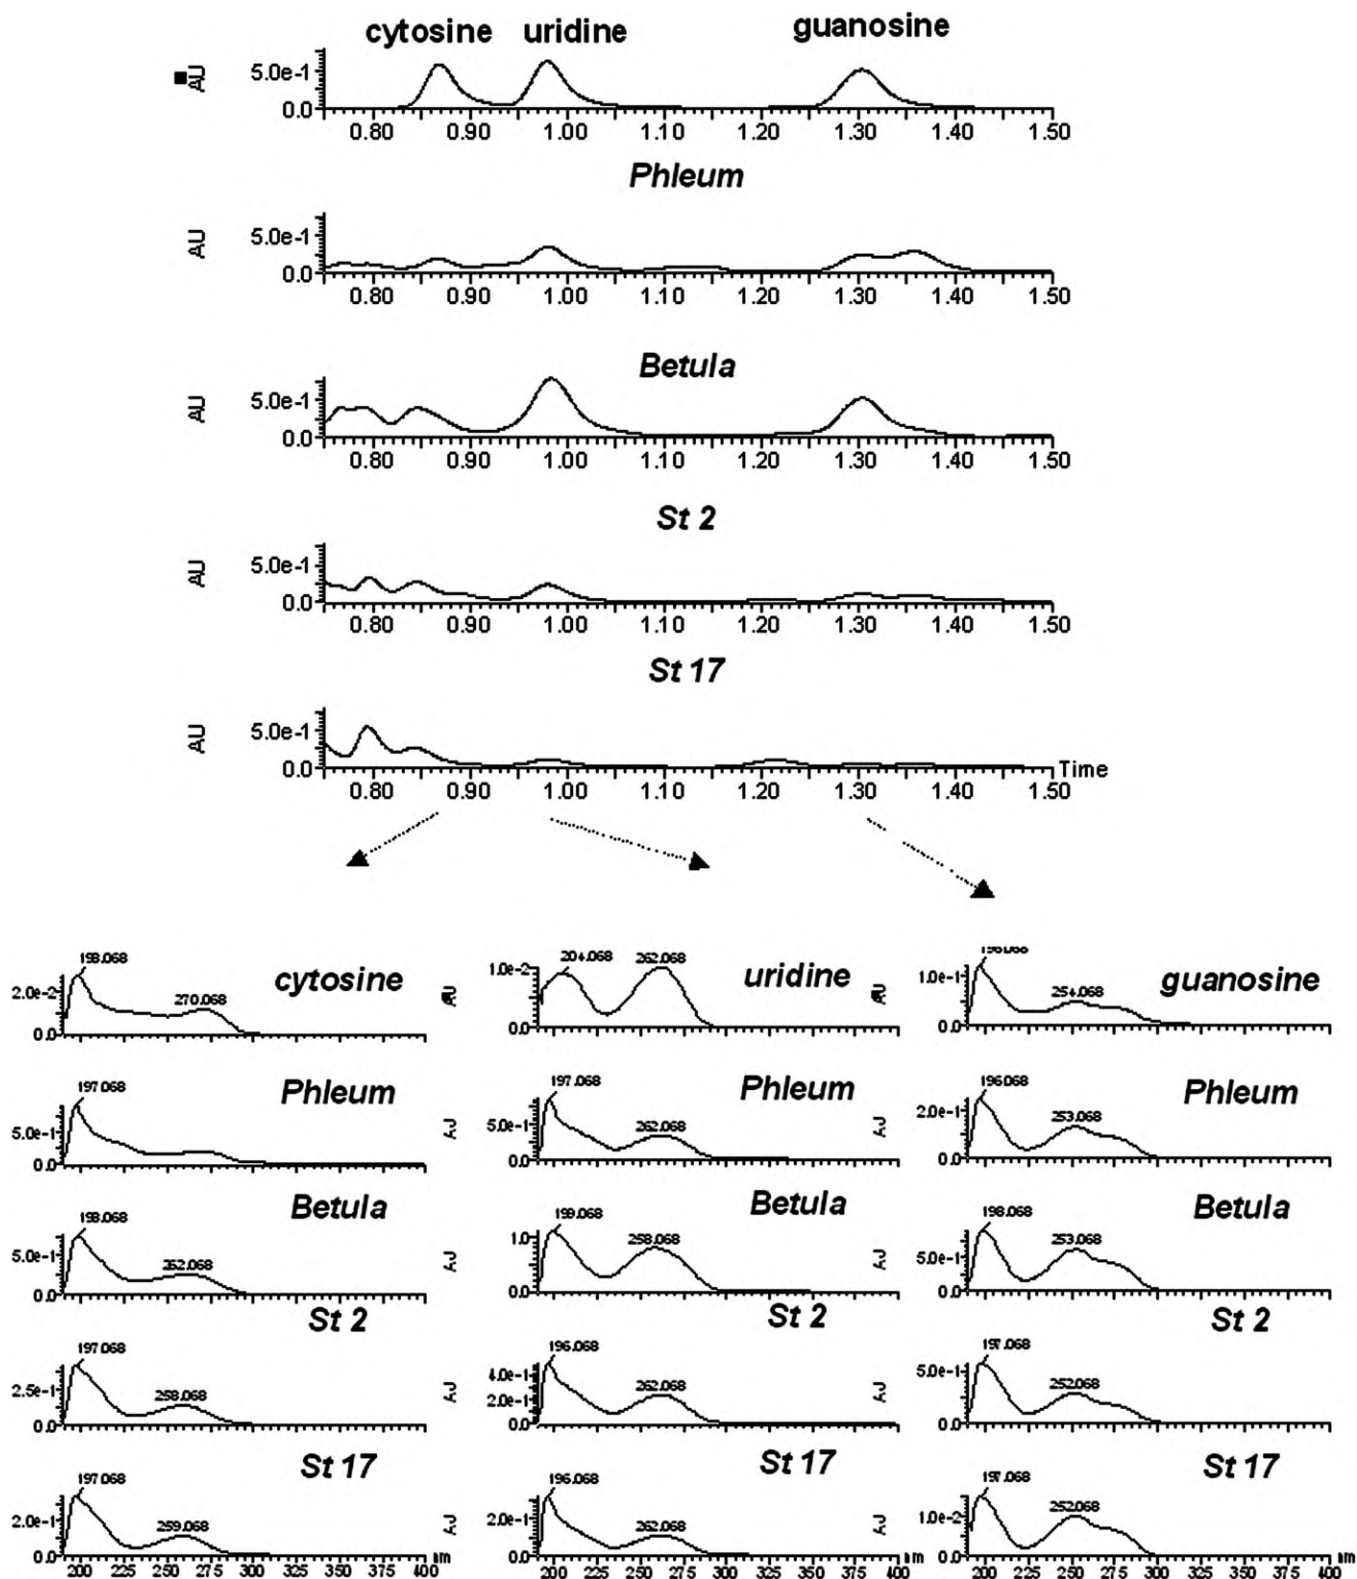 cytosine uridine guanosine
AU 5.0e-1
0.0
0.80 0.90 1.00 1.10 1.20 1.30 1.40 1.50
Phleum
AU 5.0e-1
0.0
0.80 0.90 1.00 1.10 1.20 1.30 1.40 1.50
Betula
AU 5.0e-1
0.0
0.80 0.90 1.00 1.10 1.20 1.30 1.40 1.50
St 2
AU 5.0e-1
0.0
0.80 0.90 1.00 1.10 1.20 1.30 1.40 1.50
St 17
AU 5.0e-1
0.0 Time
0.80 0.90 1.00 1.10 1.20 1.30 1.40 1.50
198.068 204.068 262.068
cytosine uridine guanosine
2.0e-2 270.068 AU 1.0e-2 AU 1.0e-1 254.068
0.0 0.0 0.0
Phleum Phleum Phleum
197.068 197.068 196.068
5.0e-1 AU 5.0e-1 262.068 AU 2.0e-1 253.068
0.0 0.0 0.0
Betula Betula Betula
198.068 199.068 198.068
5.0e-1 262.068 AU 1.0 258.068 AU 5.0e-1 253.068
0.0 0.0 0.0
St 2 St 2 St 2
197.068 196.068 197.068
2.5e-1 258.068 AU 4.0e-1 262.068 AU 5.0e-1 252.068
2.0e-1
0.0 0.0 0.0
St 17 St 17 St 17
197.068 196.068 197.068
2.0e-1 259.068 AU 2.0e-1 262.068 AU 1.0e-2 252.068
0.0 nm 0.0 nm 0.0 nm
200 225 250 275 300 325 350 375 400 200 225 250 275 300 325 350 375 400 200 225 250 275 300 325 350 375 400